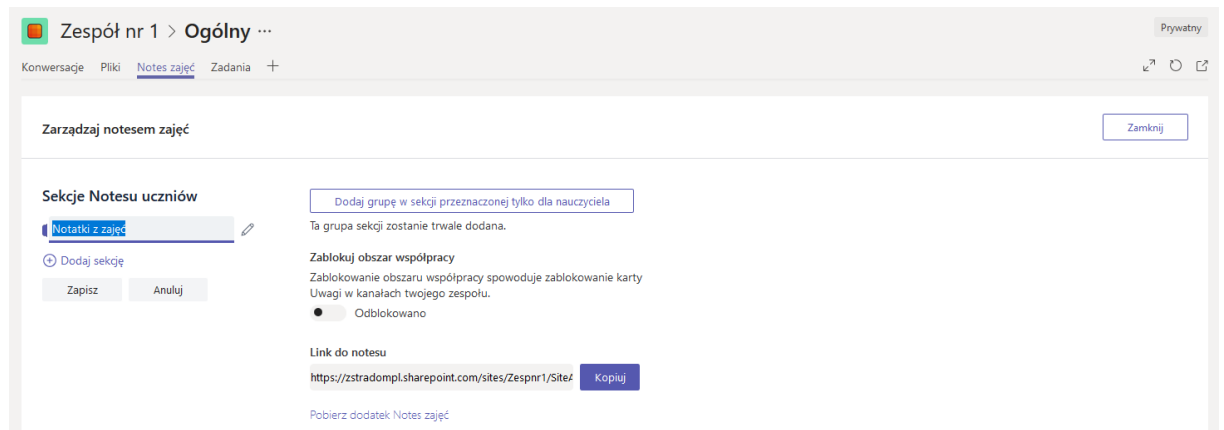 Zespół nr 1 > Ogólny ···
Prywatny
Konwersacje Pliki Notes zajęć Zadania +
Zarządzaj notesem zajęć
Zamknij
Sekcje Notesu uczniów
Notatki z zajęć
Dodaj sekcję
Zapisz Anuluj
Dodaj grupę w sekcji przeznaczonej tylko dla nauczyciela
Ta grupa sekcji zostanie trwale dodana.
Zablokuj obszar współpracy
Zablokowanie obszaru współpracy spowoduje zablokowanie karty
Uwagi w kanałach twojego zespołu.
Odblokowano
Link do notesu
https://zstradompl.sharepoint.com/sites/Zespnr1/Site
Kopiuj
Pobierz dodatek Notes zajęć